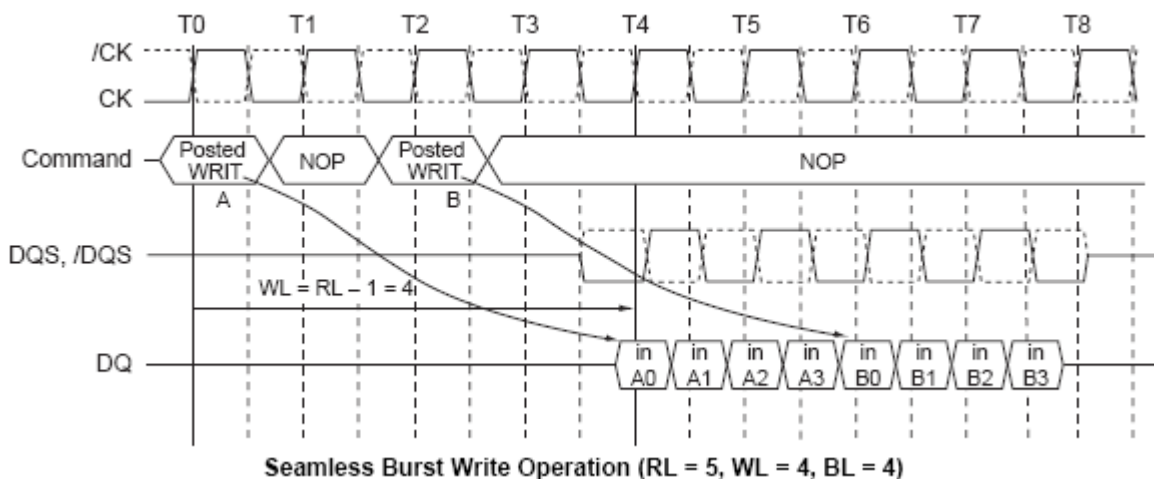 T0 T1 T2 T3 T4 T5 T6 T7 T8
/CK
CK
Command
Posted
WRIT
NOP
Posted
WRIT
NOP
A
B
DQS, /DQS
WL = RL – 1 = 4
DQ
in
A0
in
A1
in
A2
in
A3
in
B0
in
B1
in
B2
in
B3
Seamless Burst Write Operation (RL = 5, WL = 4, BL = 4)